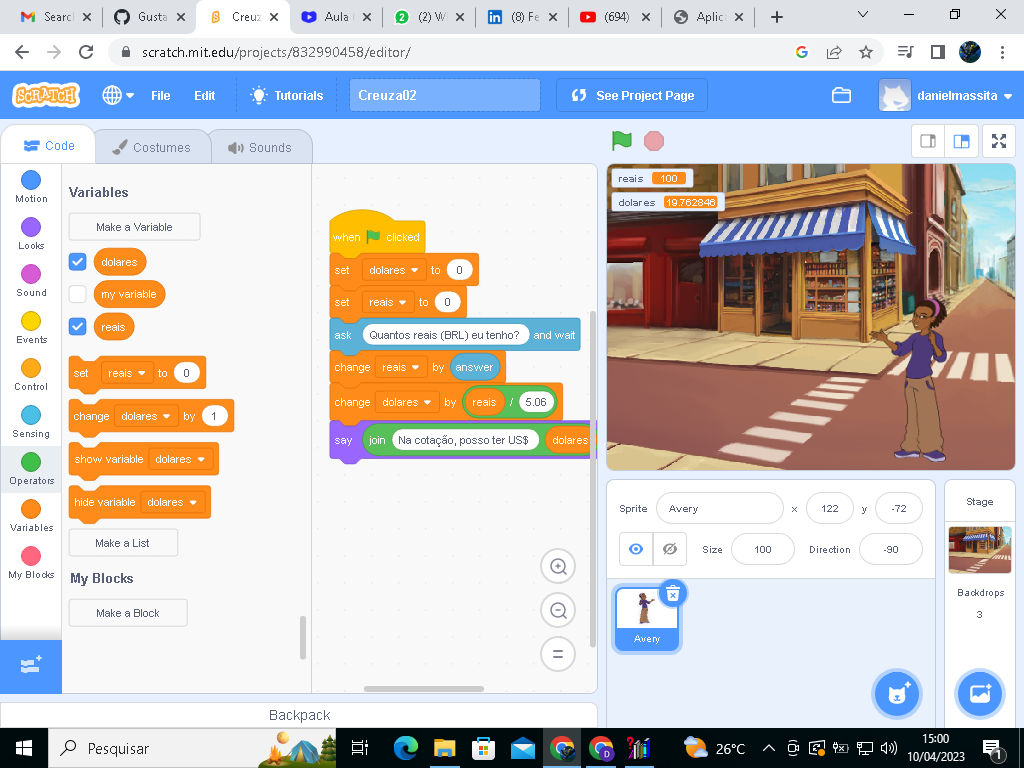 Searc
Gusta
Creuz
Aula
(2) W
(8) Fe
(694)
Aplic
scratch.mit.edu/projects/832990458/editor/
SCRATCH
File
Edit
Tutorials
Creuza02
See Project Page
danielmassita
Code
Costumes
Sounds
Motion
Looks
Sound
Events
Control
Sensing
Operators
Variables
My Blocks
Variables
Make a Variable
dolares
my variable
reais
set reais to 0
change dolares by 1
show variable dolares
hide variable dolares
Make a List
My Blocks
Make a Block
when clicked
set dolares to 0
set reais to 0
ask Quantos reais (BRL) eu tenho? and wait
change reais by answer
change dolares by reais / 5.06
say join Na cotação, posso ter US$ dolares
reais 100
dolares 19.762846
Sprite Avery x 122 y -72
Size 100 Direction -90
Avery
Stage
Backdrops
3
Backpack
Pesquisar
26°C
15:00
10/04/2023
1